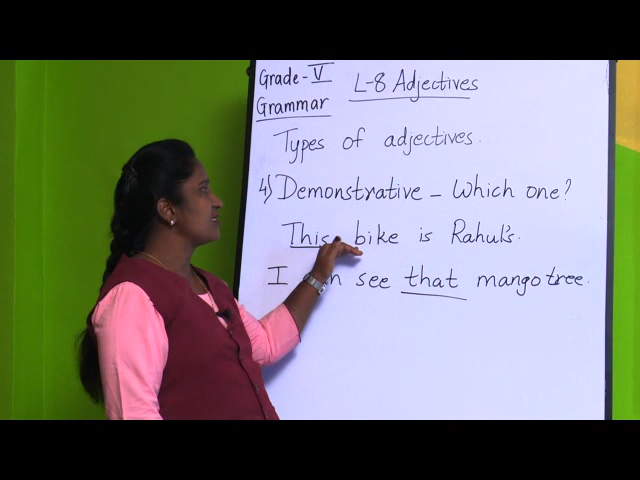 Grade - V
L-8 Adjectives
Grammar
Types of adjectives.
4) Demonstrative - Which one?
This bike is Rahul's.
I see that mango tree.